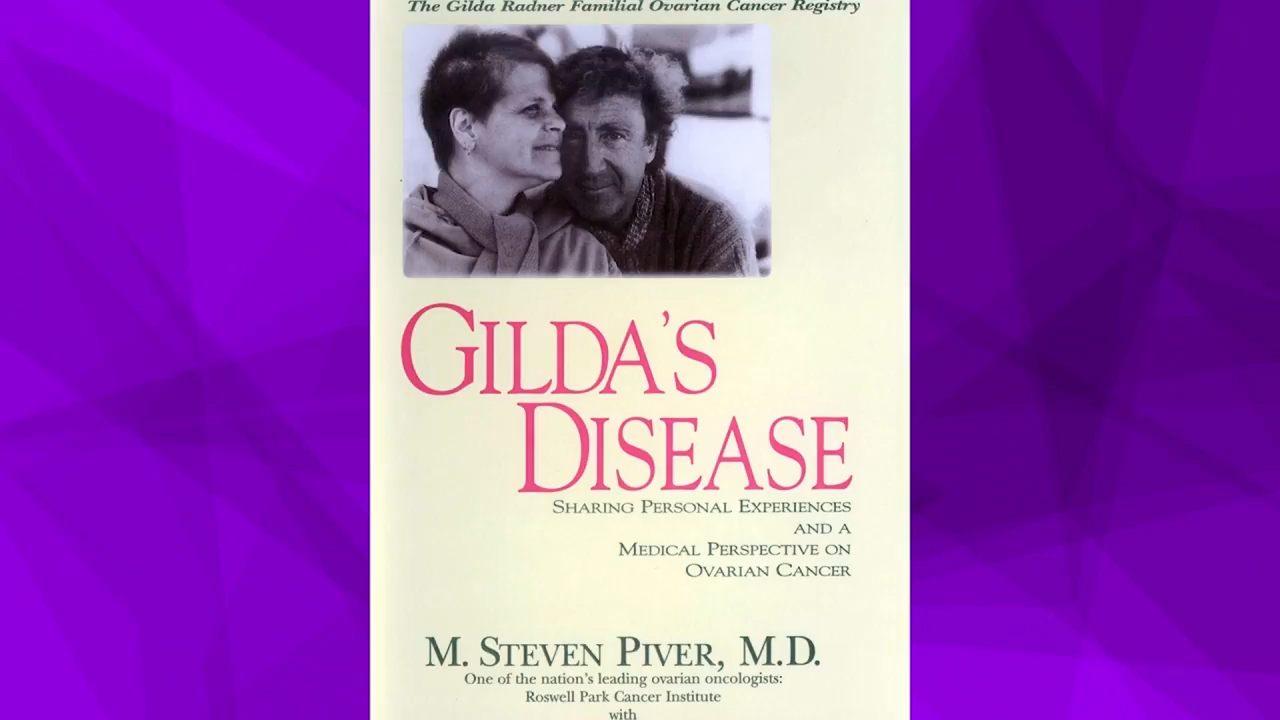 The Gilda Radner Familial Ovarian Cancer Registry
GILDA'S
DISEASE
SHARING PERSONAL EXPERIENCES
AND A
MEDICAL PERSPECTIVE ON
OVARIAN CANCER
M. STEVEN PIVER, M.D.
One of the nation's leading ovarian oncologists:
Roswell Park Cancer Institute
with